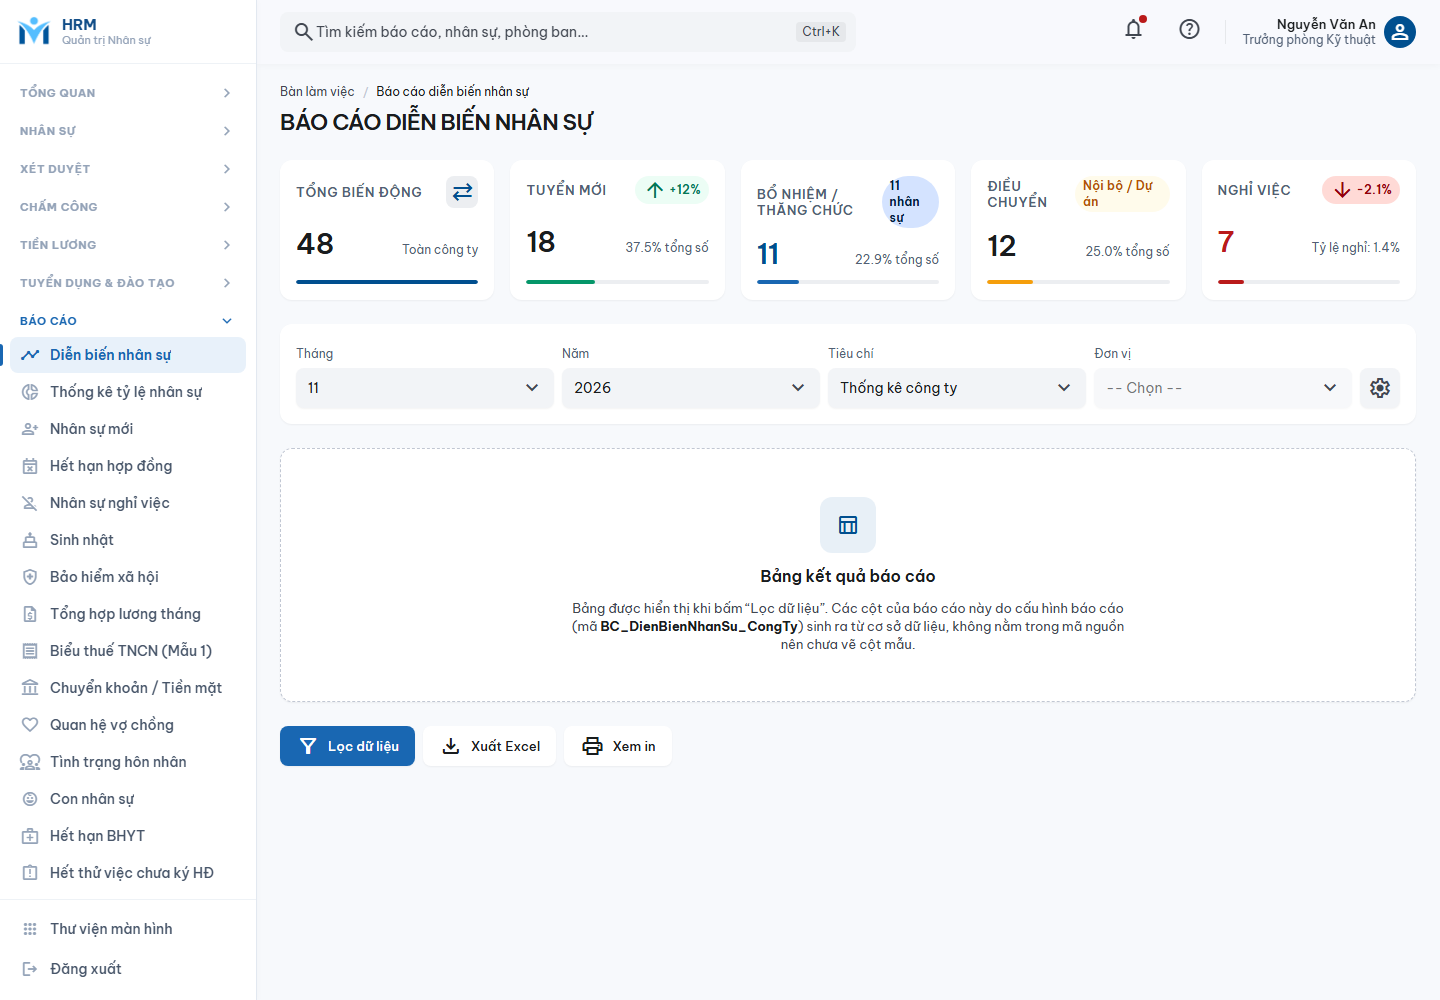 HRM
Quản trị Nhân sự
TỔNG QUAN
NHÂN SỰ
XÉT DUYỆT
CHẤM CÔNG
TIỀN LƯƠNG
TUYỂN DỤNG & ĐÀO TẠO
BÁO CÁO
Diễn biến nhân sự
Thống kê tỷ lệ nhân sự
Nhân sự mới
Hết hạn hợp đồng
Nhân sự nghỉ việc
Sinh nhật
Bảo hiểm xã hội
Tổng hợp lương tháng
Biểu thuế TNCN (Mẫu 1)
Chuyển khoản / Tiền mặt
Quan hệ vợ chồng
Tình trạng hôn nhân
Con nhân sự
Hết hạn BHYT
Hết thử việc chưa ký HĐ
Thư viện màn hình
Đăng xuất
Tìm kiếm báo cáo, nhân sự, phòng ban...
Ctrl+K
Nguyễn Văn An
Trưởng phòng Kỹ thuật
Bàn làm việc / Báo cáo diễn biến nhân sự
BÁO CÁO DIỄN BIẾN NHÂN SỰ
TỔNG BIẾN ĐỘNG
48
Toàn công ty
TUYỂN MỚI
+12%
18
37.5% tổng số
BỔ NHIỆM /
THĂNG CHỨC
11
nhân
sự
11
22.9% tổng số
ĐIỀU
CHUYỂN
Nội bộ / Dự
án
12
25.0% tổng số
NGHỈ VIỆC
-2.1%
7
Tỷ lệ nghỉ: 1.4%
Tháng
11
Năm
2026
Tiêu chí
Thống kê công ty
Đơn vị
-- Chọn --
Bảng kết quả báo cáo
Bảng được hiển thị khi bấm “Lọc dữ liệu”. Các cột của báo cáo này do cấu hình báo cáo
(mã BC_DienBienNhanSu_CongTy) sinh ra từ cơ sở dữ liệu, không nằm trong mã nguồn
nên chưa vẽ cột mẫu.
Lọc dữ liệu
Xuất Excel
Xem in